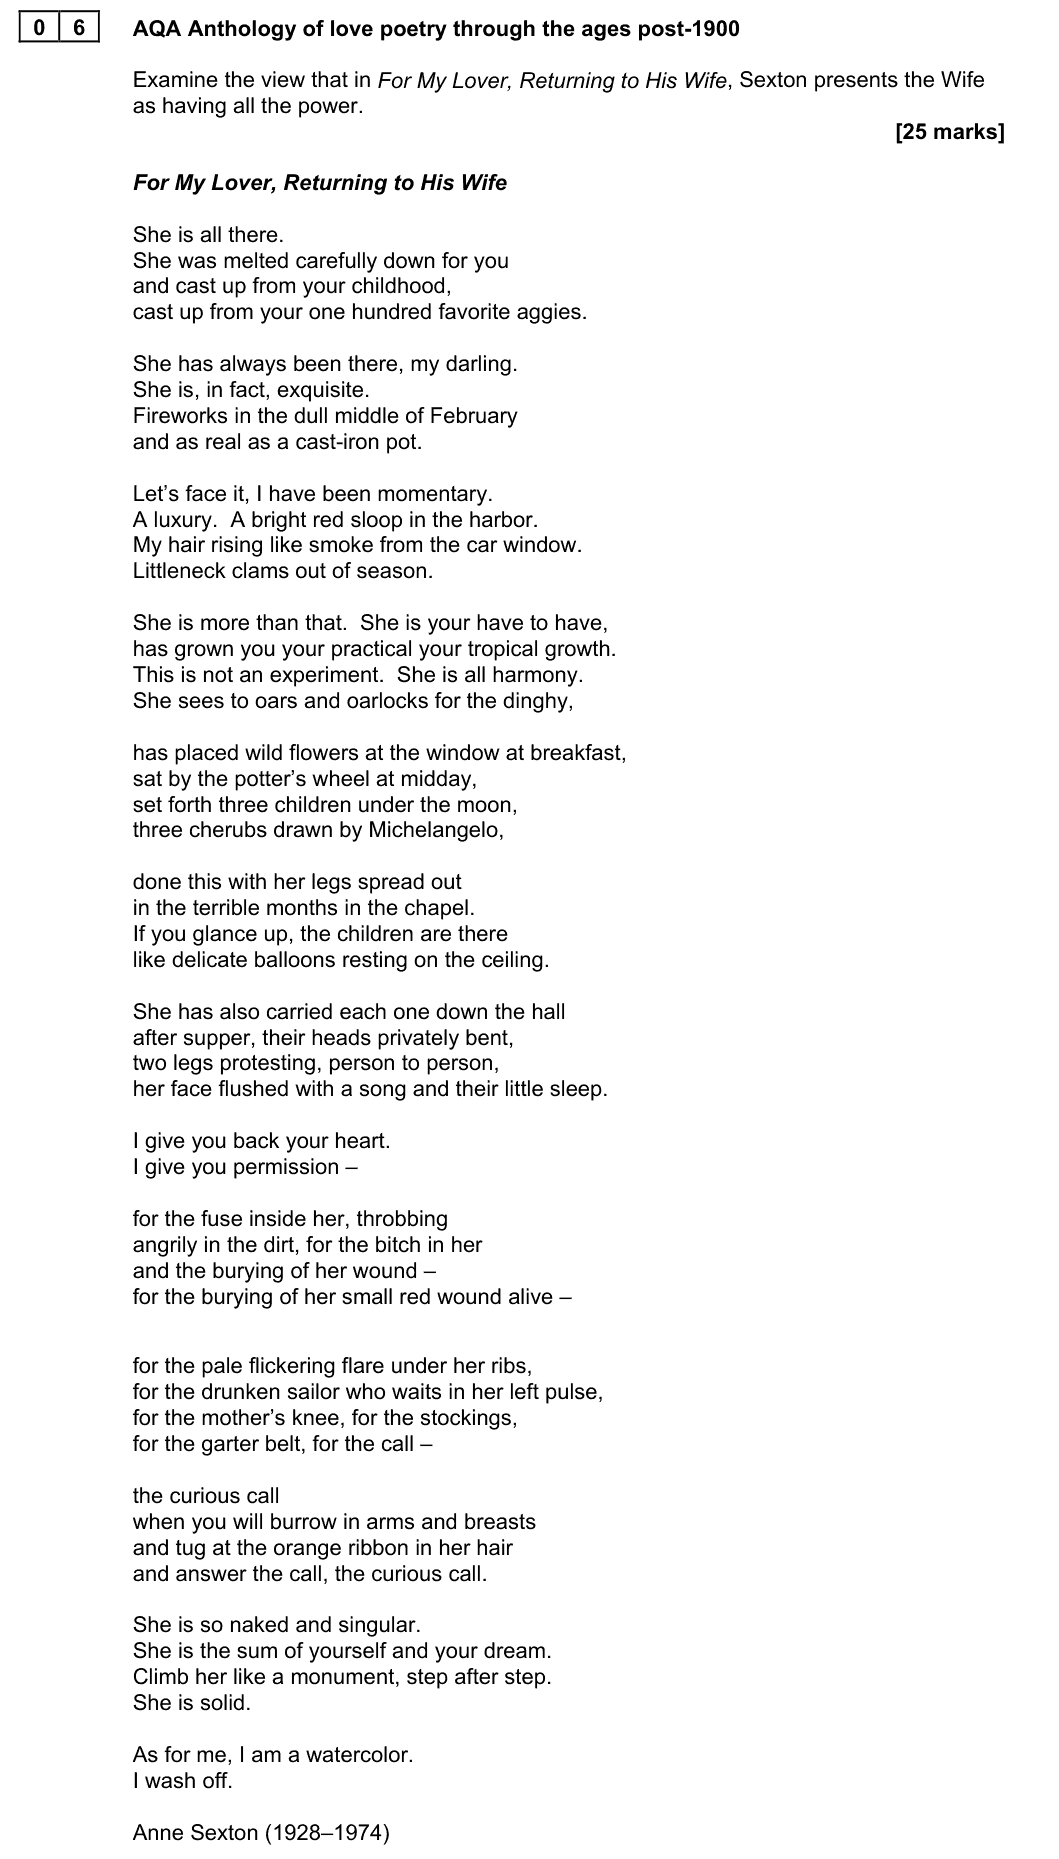 0 6 AQA Anthology of love poetry through the ages post-1900
Examine the view that in For My Lover, Returning to His Wife, Sexton presents the Wife
as having all the power.
[25 marks]
For My Lover, Returning to His Wife
She is all there.
She was melted carefully down for you
and cast up from your childhood,
cast up from your one hundred favorite aggies.
She has always been there, my darling.
She is, in fact, exquisite.
Fireworks in the dull middle of February
and as real as a cast-iron pot.
Let's face it, I have been momentary.
A luxury. A bright red sloop in the harbor.
My hair rising like smoke from the car window.
Littleneck clams out of season.
She is more than that. She is your have to have,
has grown you your practical your tropical growth.
This is not an experiment. She is all harmony.
She sees to oars and oarlocks for the dinghy,
has placed wild flowers at the window at breakfast,
sat by the potter's wheel at midday,
set forth three children under the moon,
three cherubs drawn by Michelangelo,
done this with her legs spread out
in the terrible months in the chapel.
If you glance up, the children are there
like delicate balloons resting on the ceiling.
She has also carried each one down the hall
after supper, their heads privately bent,
two legs protesting, person to person,
her face flushed with a song and their little sleep.
I give you back your heart.
I give you permission –
for the fuse inside her, throbbing
angrily in the dirt, for the bitch in her
and the burying of her wound –
for the burying of her small red wound alive –
for the pale flickering flare under her ribs,
for the drunken sailor who waits in her left pulse,
for the mother's knee, for the stockings,
for the garter belt, for the call –
the curious call
when you will burrow in arms and breasts
and tug at the orange ribbon in her hair
and answer the call, the curious call.
She is so naked and singular.
She is the sum of yourself and your dream.
Climb her like a monument, step after step.
She is solid.
As for me, I am a watercolor.
I wash off.
Anne Sexton (1928–1974)